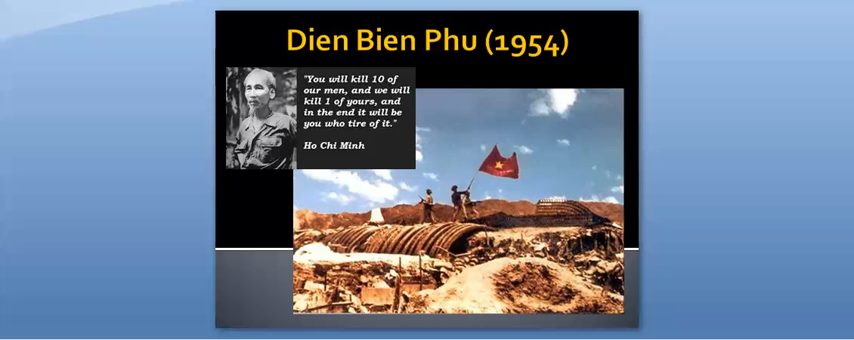 Dien Bien Phu (1954)
"You will kill 10 of
our men, and we will
kill 1 of yours, and
in the end it will be
you who tire of it."
Ho Chi Minh